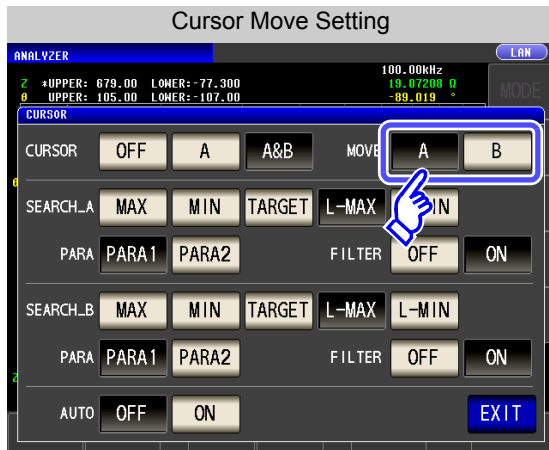 Cursor Move Setting
ANALYZER LAN
100.00kHz
Z *UPPER: 679.00 LOWER:-77.300 19.07208 Ω
θ UPPER: 105.00 LOWER:-107.00 -89.019 °
MODE
CURSOR
CURSOR OFF A A&B MOVE A B
SEARCH_A MAX MIN TARGET L-MAX IN
PARA PARA1 PARA2 FILTER OFF ON
SEARCH_B MAX MIN TARGET L-MAX L-MIN
PARA PARA1 PARA2 FILTER OFF ON
AUTO OFF ON EXIT